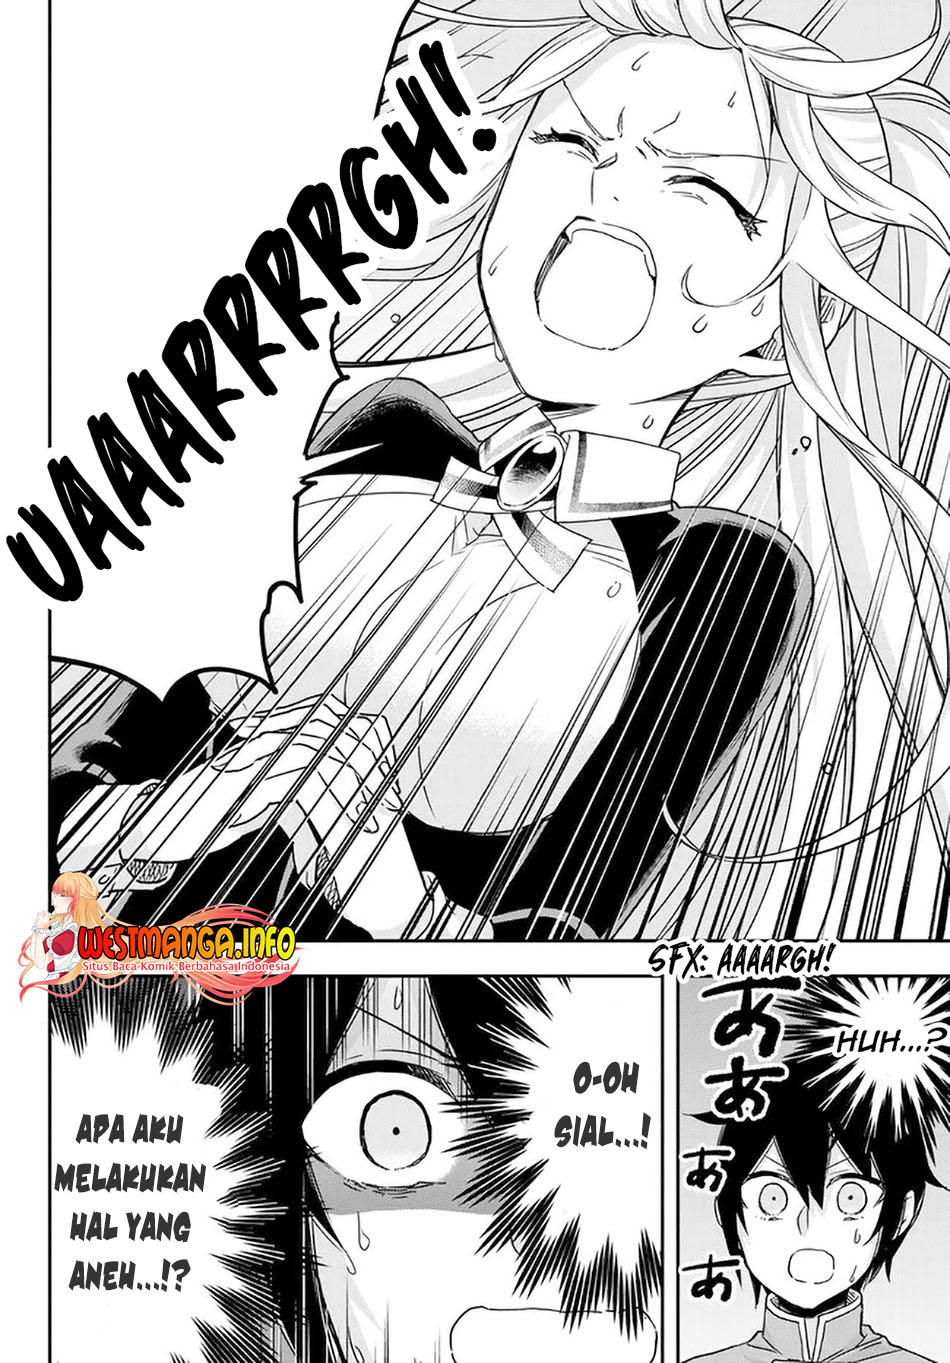 UAAARRRRGH!
WESTMANGA.INFO
Situs Baca Komik Berbahasa Indonesia
SFX: AAAARGH!
HUH...?
あ
あ
あ
あ
O-OH
SIAL...!
APA AKU
MELAKUKAN
HAL YANG
ANEH...!?